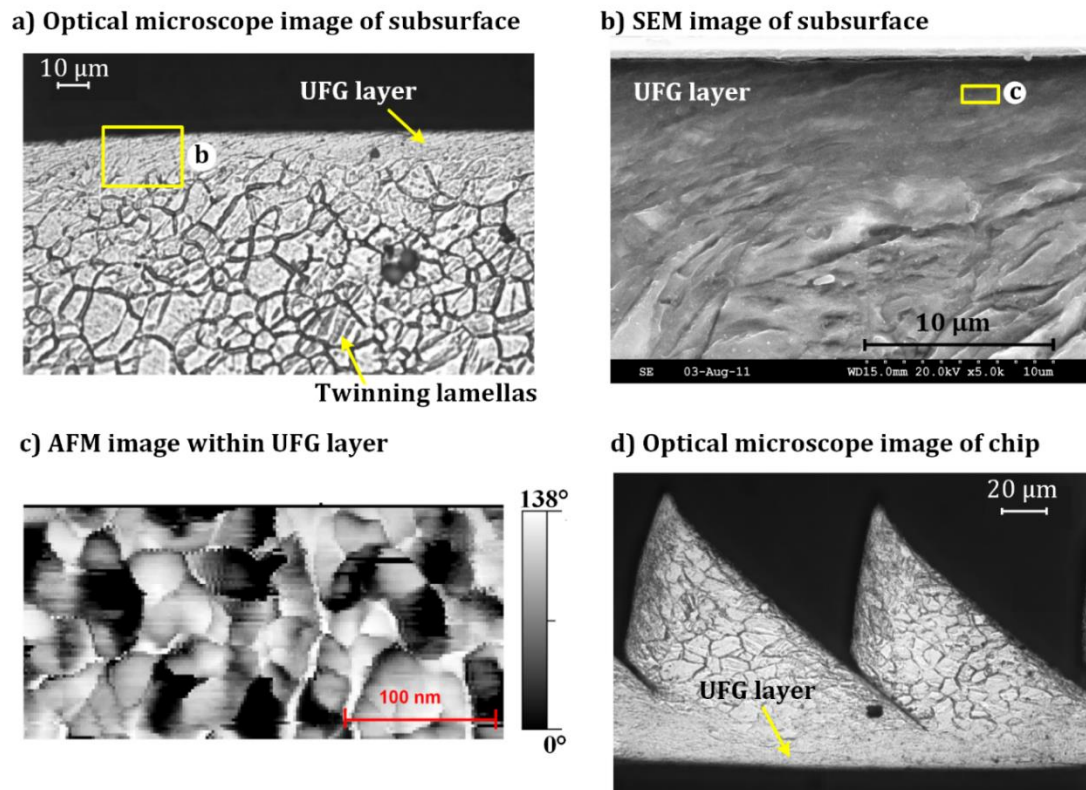 a) Optical microscope image of subsurface
10 µm
UFG layer
b
Twinning lamellas
b) SEM image of subsurface
UFG layer
c
10 µm
SE 03-Aug-11 WD15.0mm 20.0kV x5.0k 10um
c) AFM image within UFG layer
138°
100 nm
0°
d) Optical microscope image of chip
20 µm
UFG layer